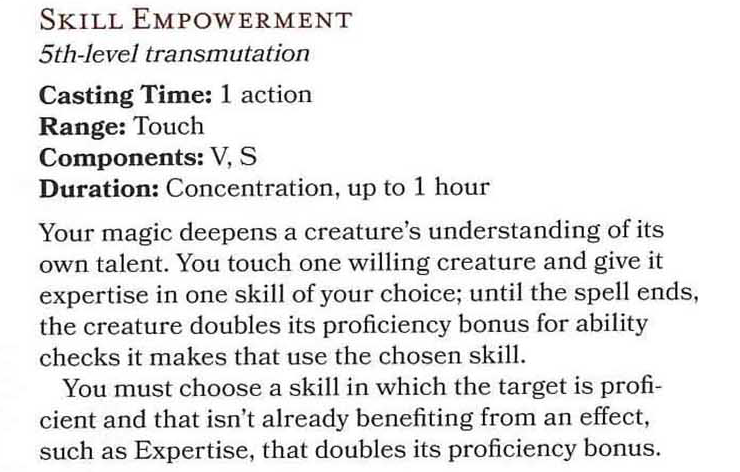 SKILL EMPOWERMENT
5th-level transmutation
Casting Time: 1 action
Range: Touch
Components: V, S
Duration: Concentration, up to 1 hour
Your magic deepens a creature's understanding of its
own talent. You touch one willing creature and give it
expertise in one skill of your choice; until the spell ends,
the creature doubles its proficiency bonus for ability
checks it makes that use the chosen skill.
You must choose a skill in which the target is profi-
cient and that isn't already benefiting from an effect,
such as Expertise, that doubles its proficiency bonus.